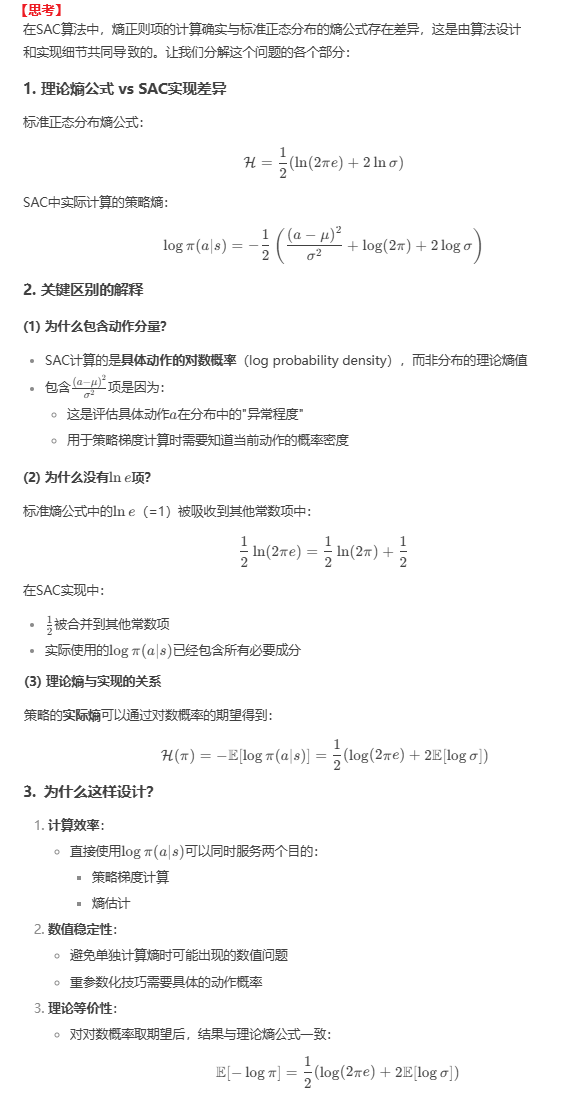 【思考】
在SAC算法中，熵正则项的计算确实与标准正态分布的熵公式存在差异，这是由算法设计
和实现细节共同导致的。让我们分解这个问题的各个部分：
1. 理论熵公式 vs SAC实现差异
标准正态分布熵公式：
$\mathcal{H} = \frac{1}{2}(\ln(2\pi e) + 2\ln\sigma)$
SAC中实际计算的策略熵：
$\log \pi(a|s) = -\frac{1}{2}\left(\frac{(a-\mu)^2}{\sigma^2} + \log(2\pi) + 2\log\sigma\right)$
2. 关键区别的解释
(1) 为什么包含动作分量？
• SAC计算的是具体动作的对数概率（log probability density），而非分布的理论熵值
• 包含$\frac{(a-\mu)^2}{\sigma^2}$项是因为：
◦ 这是评估具体动作$a$在分布中的"异常程度"
◦ 用于策略梯度计算时需要知道当前动作的概率密度
(2) 为什么没有$\ln e$项？
标准熵公式中的$\ln e$（=1）被吸收到其他常数项中：
$\frac{1}{2}\ln(2\pi e) = \frac{1}{2}\ln(2\pi) + \frac{1}{2}$
在SAC实现中：
• $\frac{1}{2}$被合并到其他常数项
• 实际使用的$\log \pi(a|s)$已经包含所有必要成分
(3) 理论熵与实现的关系
策略的实际熵可以通过对数概率的期望得到：
$\mathcal{H}(\pi) = -\mathbb{E}[\log \pi(a|s)] = \frac{1}{2}(\log(2\pi e) + 2\mathbb{E}[\log\sigma])$
3. 为什么这样设计？
1. 计算效率：
◦ 直接使用$\log \pi(a|s)$可以同时服务两个目的：
▪ 策略梯度计算
▪ 熵估计
2. 数值稳定性：
◦ 避免单独计算熵时可能出现的数值问题
◦ 重参数化技巧需要具体的动作概率
3. 理论等价性：
◦ 对对数概率取期望后，结果与理论熵公式一致：
$\mathbb{E}[-\log \pi] = \frac{1}{2}(\log(2\pi e) + 2\mathbb{E}[\log\sigma])$